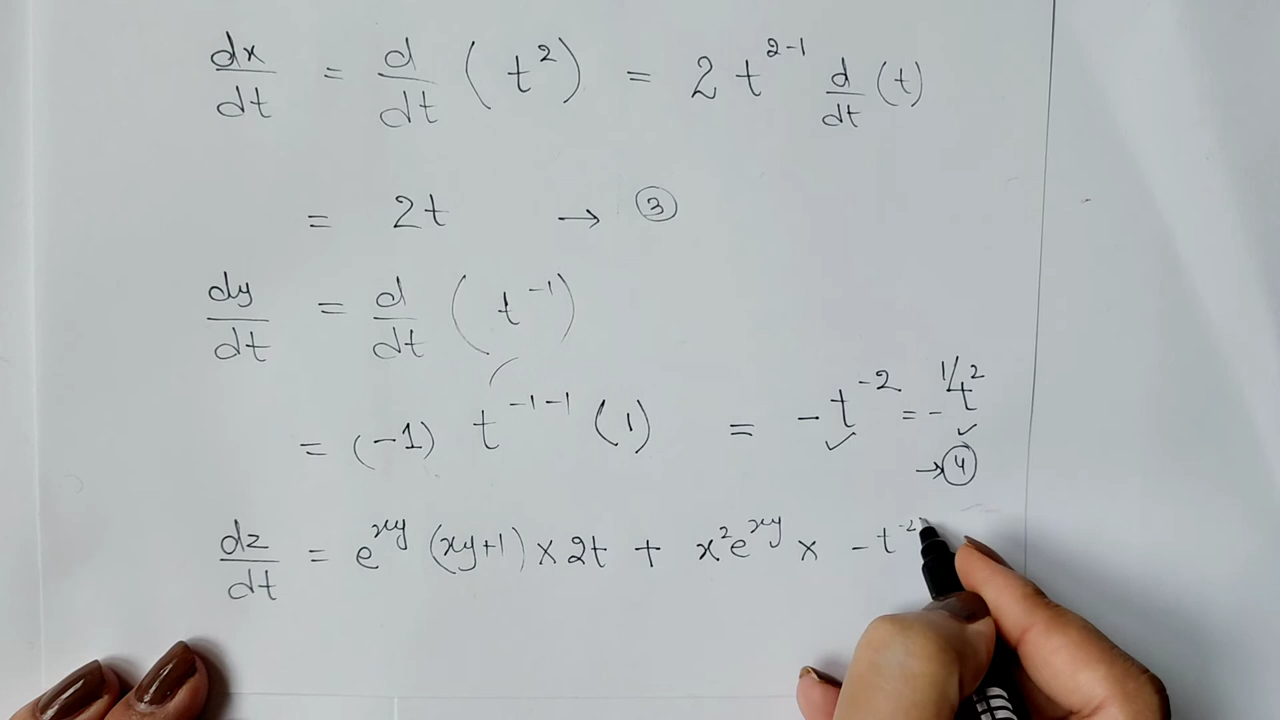 dx/dt = d/dt (t²) = 2 t²⁻¹ d/dt (t)
= 2t → ③
dy/dt = d/dt (t⁻¹)
= (-1) t⁻¹⁻¹ (1) = -t⁻² = -1/t² → ④
dz/dt = e^xy (xy+1) × 2t + x²e^xy × -t⁻²